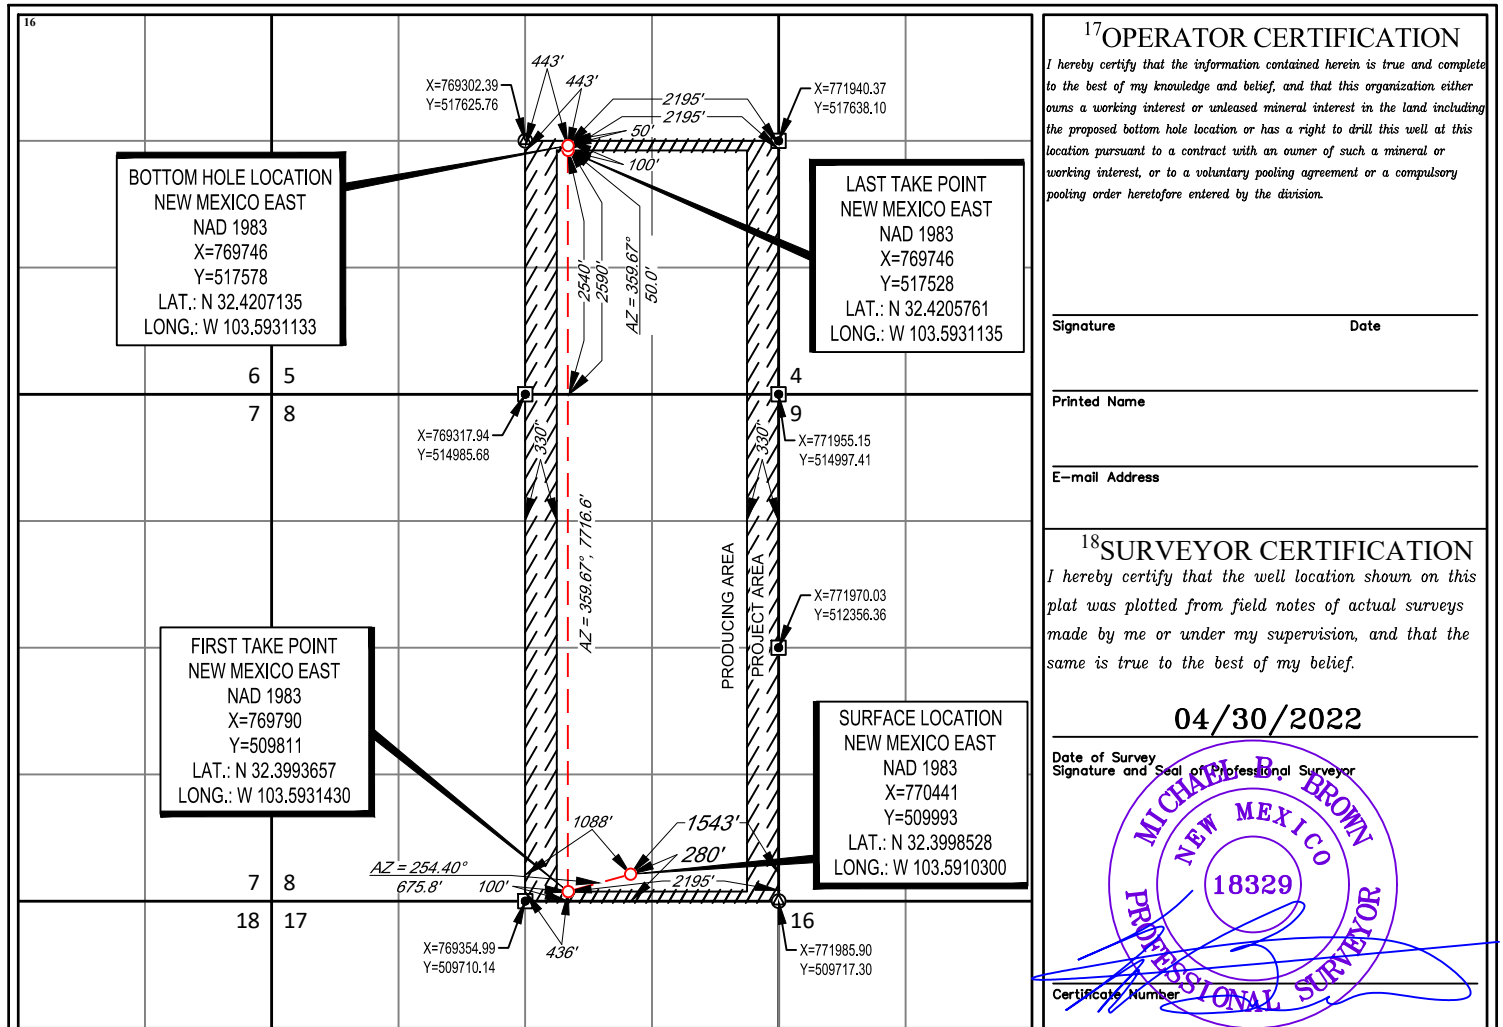 16
443'
443'
X=769302.39
Y=517625.76
X=771940.37
Y=517638.10
2195'
2195'
50'
100'
BOTTOM HOLE LOCATION
NEW MEXICO EAST
NAD 1983
X=769746
Y=517578
LAT.: N 32.4207135
LONG.: W 103.5931133
LAST TAKE POINT
NEW MEXICO EAST
NAD 1983
X=769746
Y=517528
LAT.: N 32.4205761
LONG.: W 103.5931135
2540'
2590'
AZ = 359.67°
50.0'
6 5
7 8
4
9
X=769317.94
Y=514985.68
330'
330'
X=771955.15
Y=514997.41
AZ = 359.67°, 7716.6'
PRODUCING AREA
PROJECT AREA
X=771970.03
Y=512356.36
FIRST TAKE POINT
NEW MEXICO EAST
NAD 1983
X=769790
Y=509811
LAT.: N 32.3993657
LONG.: W 103.5931430
SURFACE LOCATION
NEW MEXICO EAST
NAD 1983
X=770441
Y=509993
LAT.: N 32.3998528
LONG.: W 103.5910300
1088'
1543'
280'
AZ = 254.40°
675.8'
100'
2195'
7 8
18 17
16
436'
X=769354.99
Y=509710.14
X=771985.90
Y=509717.30
17OPERATOR CERTIFICATION
I hereby certify that the information contained herein is true and complete
to the best of my knowledge and belief, and that this organization either
owns a working interest or unleased mineral interest in the land including
the proposed bottom hole location or has a right to drill this well at this
location pursuant to a contract with an owner of such a mineral or
working interest, or to a voluntary pooling agreement or a compulsory
pooling order heretofore entered by the division.
Signature Date
Printed Name
E-mail Address
18SURVEYOR CERTIFICATION
I hereby certify that the well location shown on this
plat was plotted from field notes of actual surveys
made by me or under my supervision, and that the
same is true to the best of my belief.
04/30/2022
Date of Survey
Signature and Seal of Professional Surveyor
MICHAEL B. BROWN
NEW MEXICO
18329
PROFESSIONAL SURVEYOR
Certificate Number